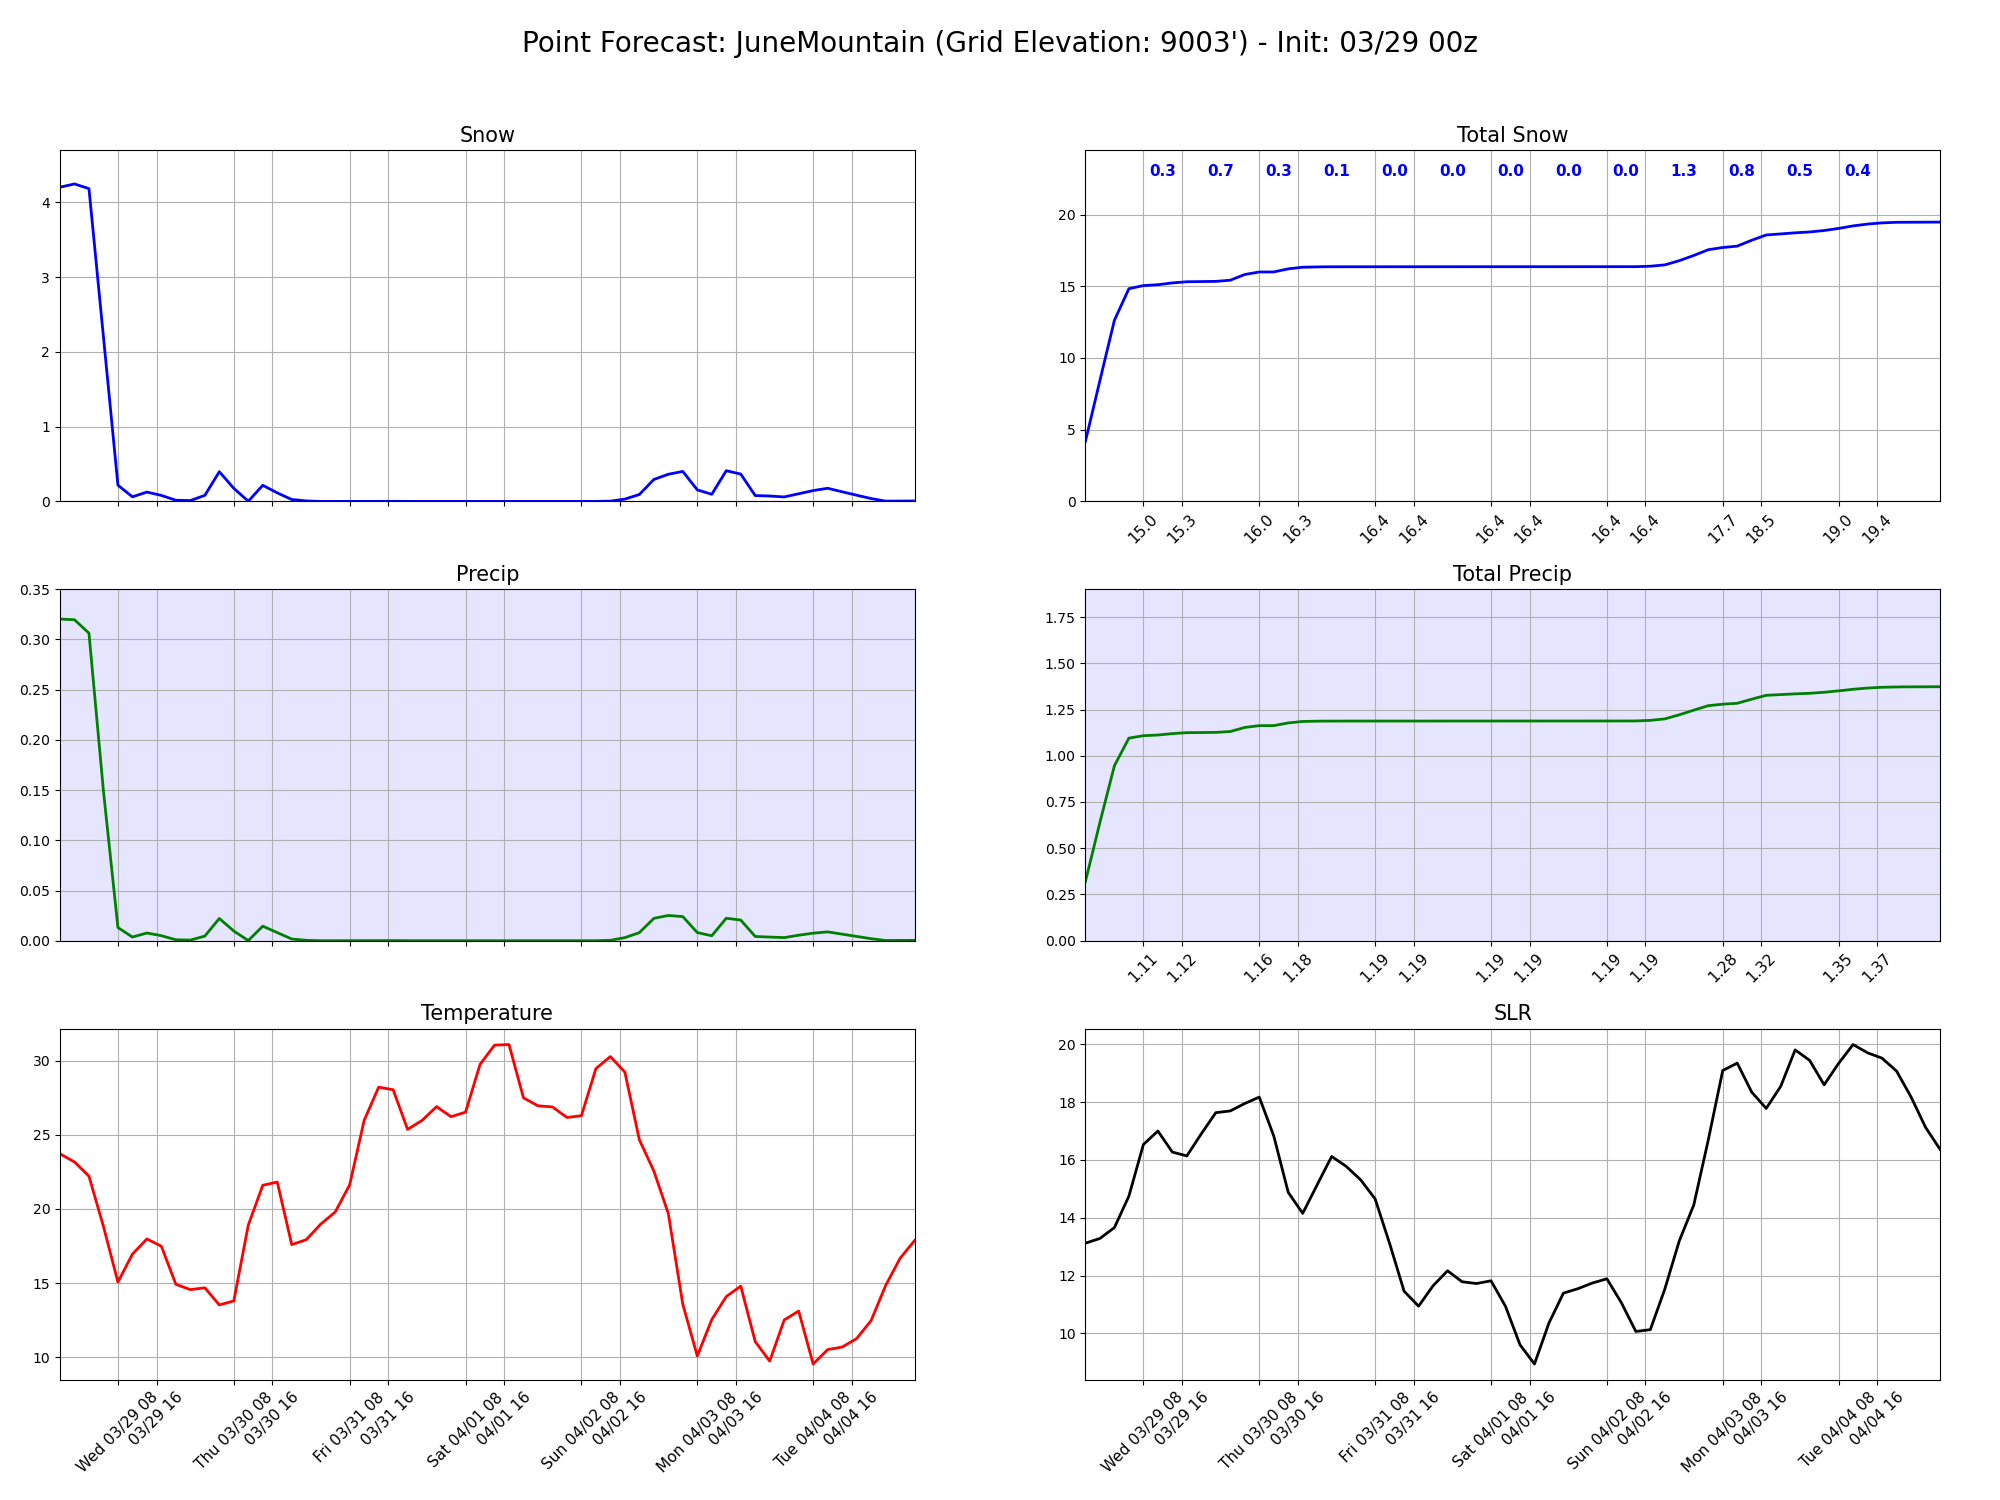 Point Forecast: JuneMountain (Grid Elevation: 9003') - Init: 03/29 00z
Snow
4
3
2
1
0
Total Snow
0.3 0.7 0.3 0.1 0.0 0.0 0.0 0.0 0.0 1.3 0.8 0.5 0.4
20
15
10
5
0
15.0 15.3 16.0 16.3 16.4 16.4 16.4 16.4 16.4 16.4 17.7 18.5 19.0 19.4
Precip
0.35
0.30
0.25
0.20
0.15
0.10
0.05
0.00
Total Precip
1.75
1.50
1.25
1.00
0.75
0.50
0.25
0.00
1.11 1.12 1.16 1.18 1.19 1.19 1.19 1.19 1.19 1.19 1.28 1.32 1.35 1.37
Temperature
30
25
20
15
10
Wed 03/29 08
03/29 16
Thu 03/30 08
03/30 16
Fri 03/31 08
03/31 16
Sat 04/01 08
04/01 16
Sun 04/02 08
04/02 16
Mon 04/03 08
04/03 16
Tue 04/04 08
04/04 16
SLR
20
18
16
14
12
10
Wed 03/29 08
03/29 16
Thu 03/30 08
03/30 16
Fri 03/31 08
03/31 16
Sat 04/01 08
04/01 16
Sun 04/02 08
04/02 16
Mon 04/03 08
04/03 16
Tue 04/04 08
04/04 16